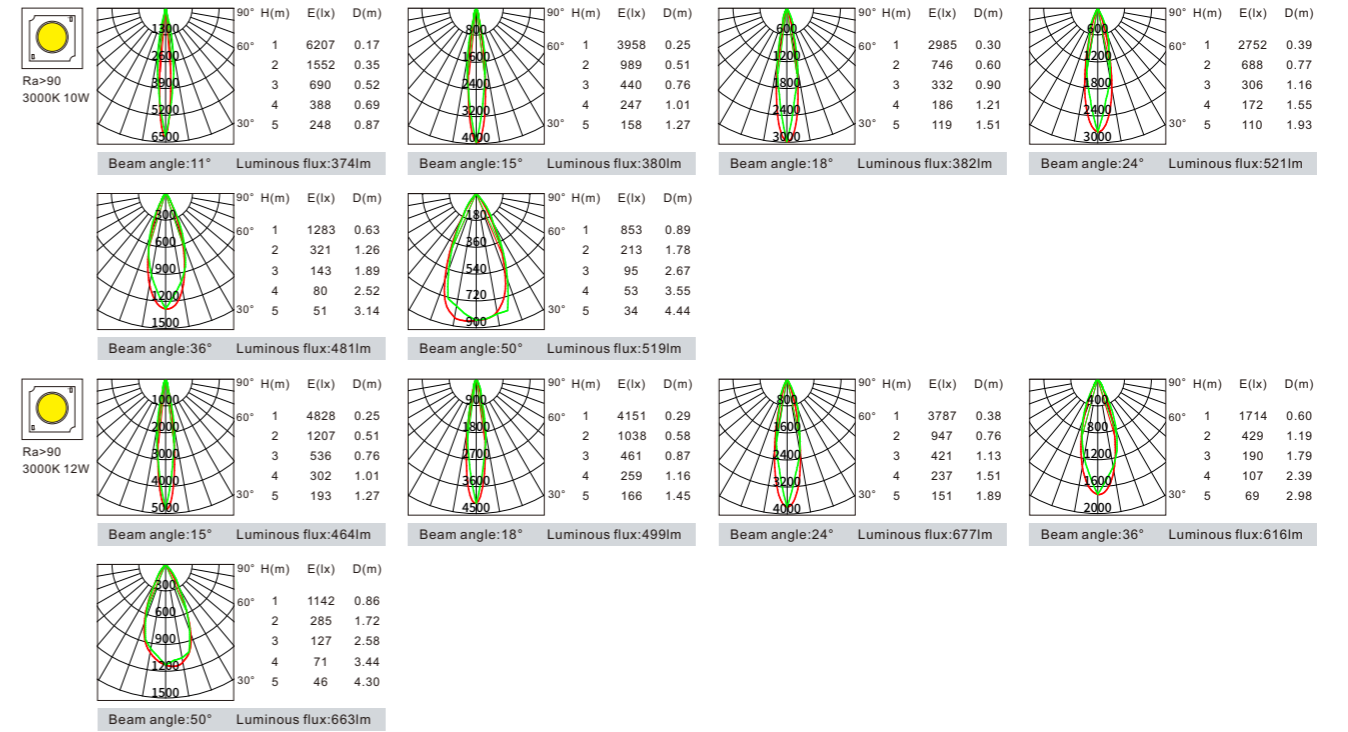 Ra>90
3000K 10W
90° H(m) E(lx) D(m)
1300
60° 1 6207 0.17
2600
2 1552 0.35
3900
3 690 0.52
5200
4 388 0.69
30° 5 248 0.87
6500
Beam angle:11° Luminous flux:374lm
90° H(m) E(lx) D(m)
800
60° 1 3958 0.25
1600
2 989 0.51
2400
3 440 0.76
3200
4 247 1.01
30° 5 158 1.27
4000
Beam angle:15° Luminous flux:380lm
90° H(m) E(lx) D(m)
600
60° 1 2985 0.30
1200
2 746 0.60
1800
3 332 0.90
2400
4 186 1.21
30° 5 119 1.51
3000
Beam angle:18° Luminous flux:382lm
90° H(m) E(lx) D(m)
600
60° 1 2752 0.39
1200
2 688 0.77
1800
3 306 1.16
2400
4 172 1.55
30° 5 110 1.93
3000
Beam angle:24° Luminous flux:521lm
90° H(m) E(lx) D(m)
300
60° 1 1283 0.63
600
2 321 1.26
900
3 143 1.89
1200
4 80 2.52
30° 5 51 3.14
1500
Beam angle:36° Luminous flux:481lm
90° H(m) E(lx) D(m)
180
60° 1 853 0.89
360
2 213 1.78
540
3 95 2.67
720
4 53 3.55
30° 5 34 4.44
900
Beam angle:50° Luminous flux:519lm
Ra>90
3000K 12W
90° H(m) E(lx) D(m)
1000
60° 1 4828 0.25
2000
2 1207 0.51
3000
3 536 0.76
4000
4 302 1.01
30° 5 193 1.27
5000
Beam angle:15° Luminous flux:464lm
90° H(m) E(lx) D(m)
900
60° 1 4151 0.29
1800
2 1038 0.58
2700
3 461 0.87
3600
4 259 1.16
30° 5 166 1.45
4500
Beam angle:18° Luminous flux:499lm
90° H(m) E(lx) D(m)
800
60° 1 3787 0.38
1600
2 947 0.76
2400
3 421 1.13
3200
4 237 1.51
30° 5 151 1.89
4000
Beam angle:24° Luminous flux:677lm
90° H(m) E(lx) D(m)
400
60° 1 1714 0.60
800
2 429 1.19
1200
3 190 1.79
1600
4 107 2.39
30° 5 69 2.98
2000
Beam angle:36° Luminous flux:616lm
90° H(m) E(lx) D(m)
300
60° 1 1142 0.86
600
2 285 1.72
900
3 127 2.58
1200
4 71 3.44
30° 5 46 4.30
1500
Beam angle:50° Luminous flux:663lm